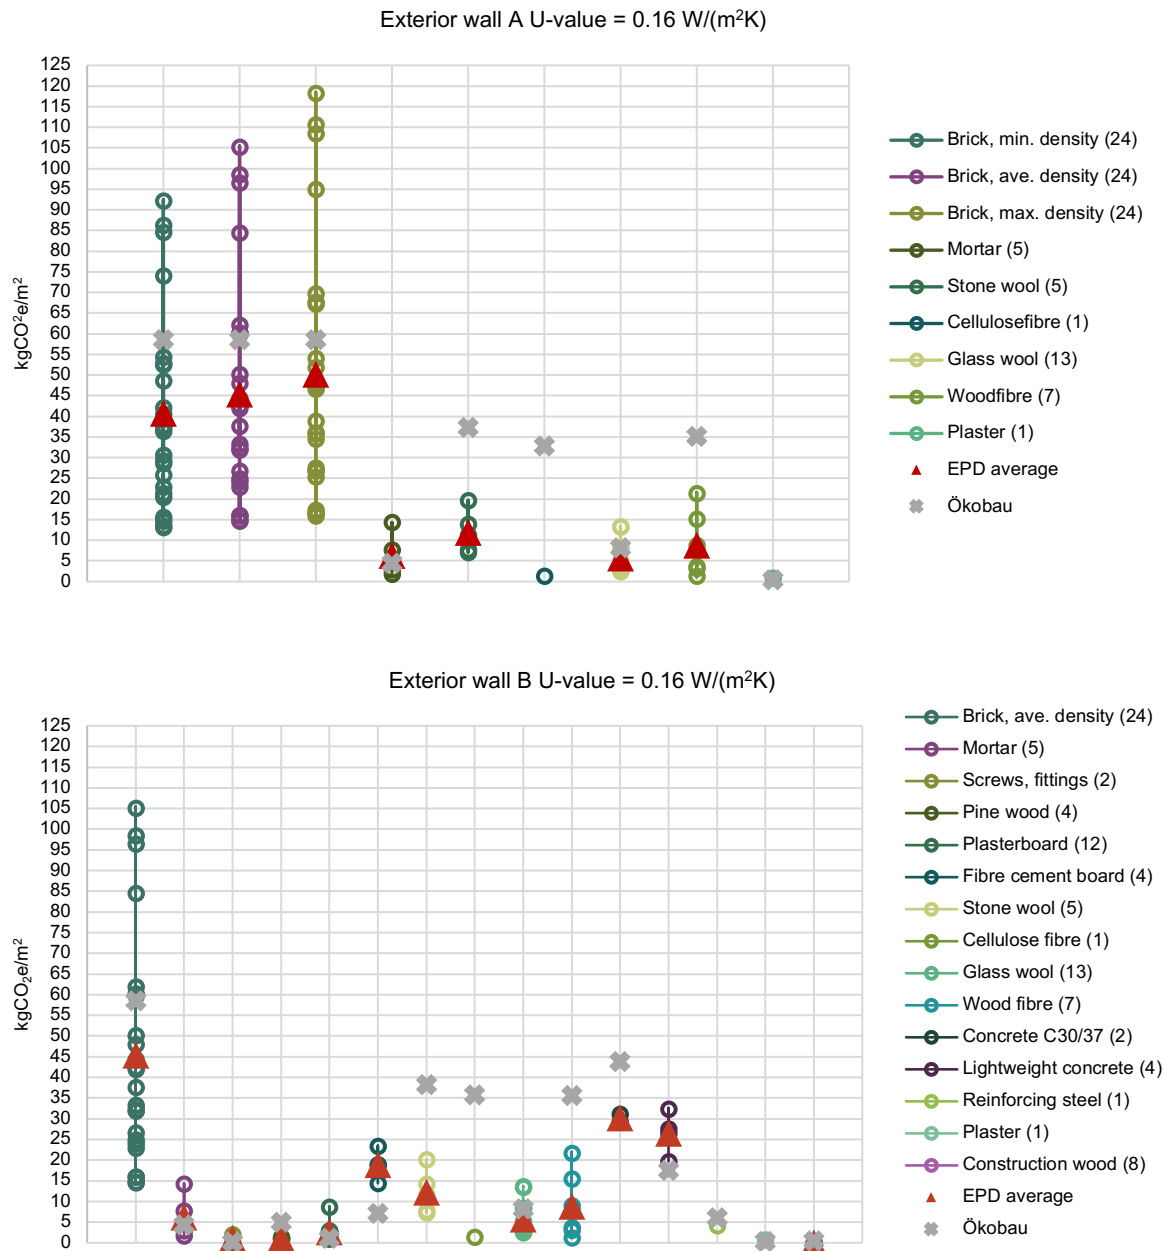 Exterior wall A U-value = 0.16 W/(m²K)
125
120
115
110
105
100
95
90
85
80
75
70
65
60
55
50
45
40
35
30
25
20
15
10
5
0
kgCO²e/m²
Brick, min. density (24)
Brick, ave. density (24)
Brick, max. density (24)
Mortar (5)
Stone wool (5)
Cellulosefibre (1)
Glass wool (13)
Woodfibre (7)
Plaster (1)
EPD average
Ökobau
Exterior wall B U-value = 0.16 W/(m²K)
125
120
115
110
105
100
95
90
85
80
75
70
65
60
55
50
45
40
35
30
25
20
15
10
5
0
kgCO₂e/m²
Brick, ave. density (24)
Mortar (5)
Screws, fittings (2)
Pine wood (4)
Plasterboard (12)
Fibre cement board (4)
Stone wool (5)
Cellulose fibre (1)
Glass wool (13)
Wood fibre (7)
Concrete C30/37 (2)
Lightweight concrete (4)
Reinforcing steel (1)
Plaster (1)
Construction wood (8)
EPD average
Ökobau